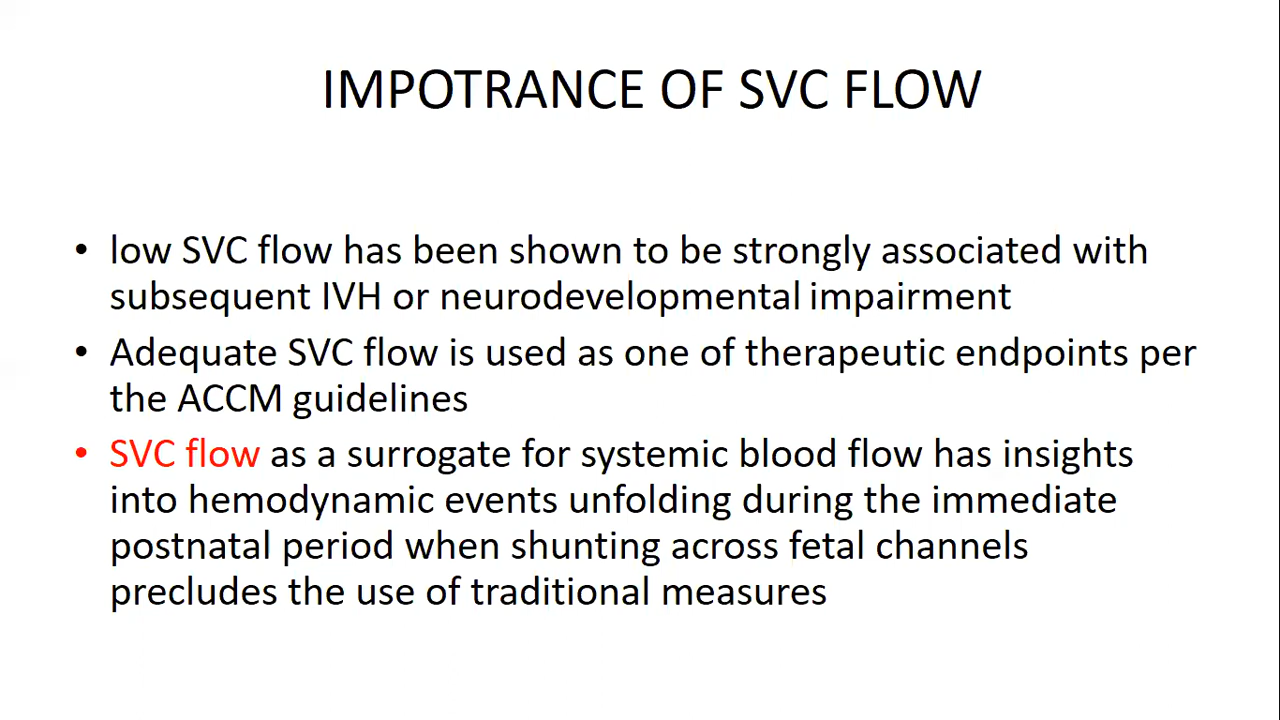 IMPOTRANCE OF SVC FLOW
• low SVC flow has been shown to be strongly associated with
subsequent IVH or neurodevelopmental impairment
• Adequate SVC flow is used as one of therapeutic endpoints per
the ACCM guidelines
• SVC flow as a surrogate for systemic blood flow has insights
into hemodynamic events unfolding during the immediate
postnatal period when shunting across fetal channels
precludes the use of traditional measures